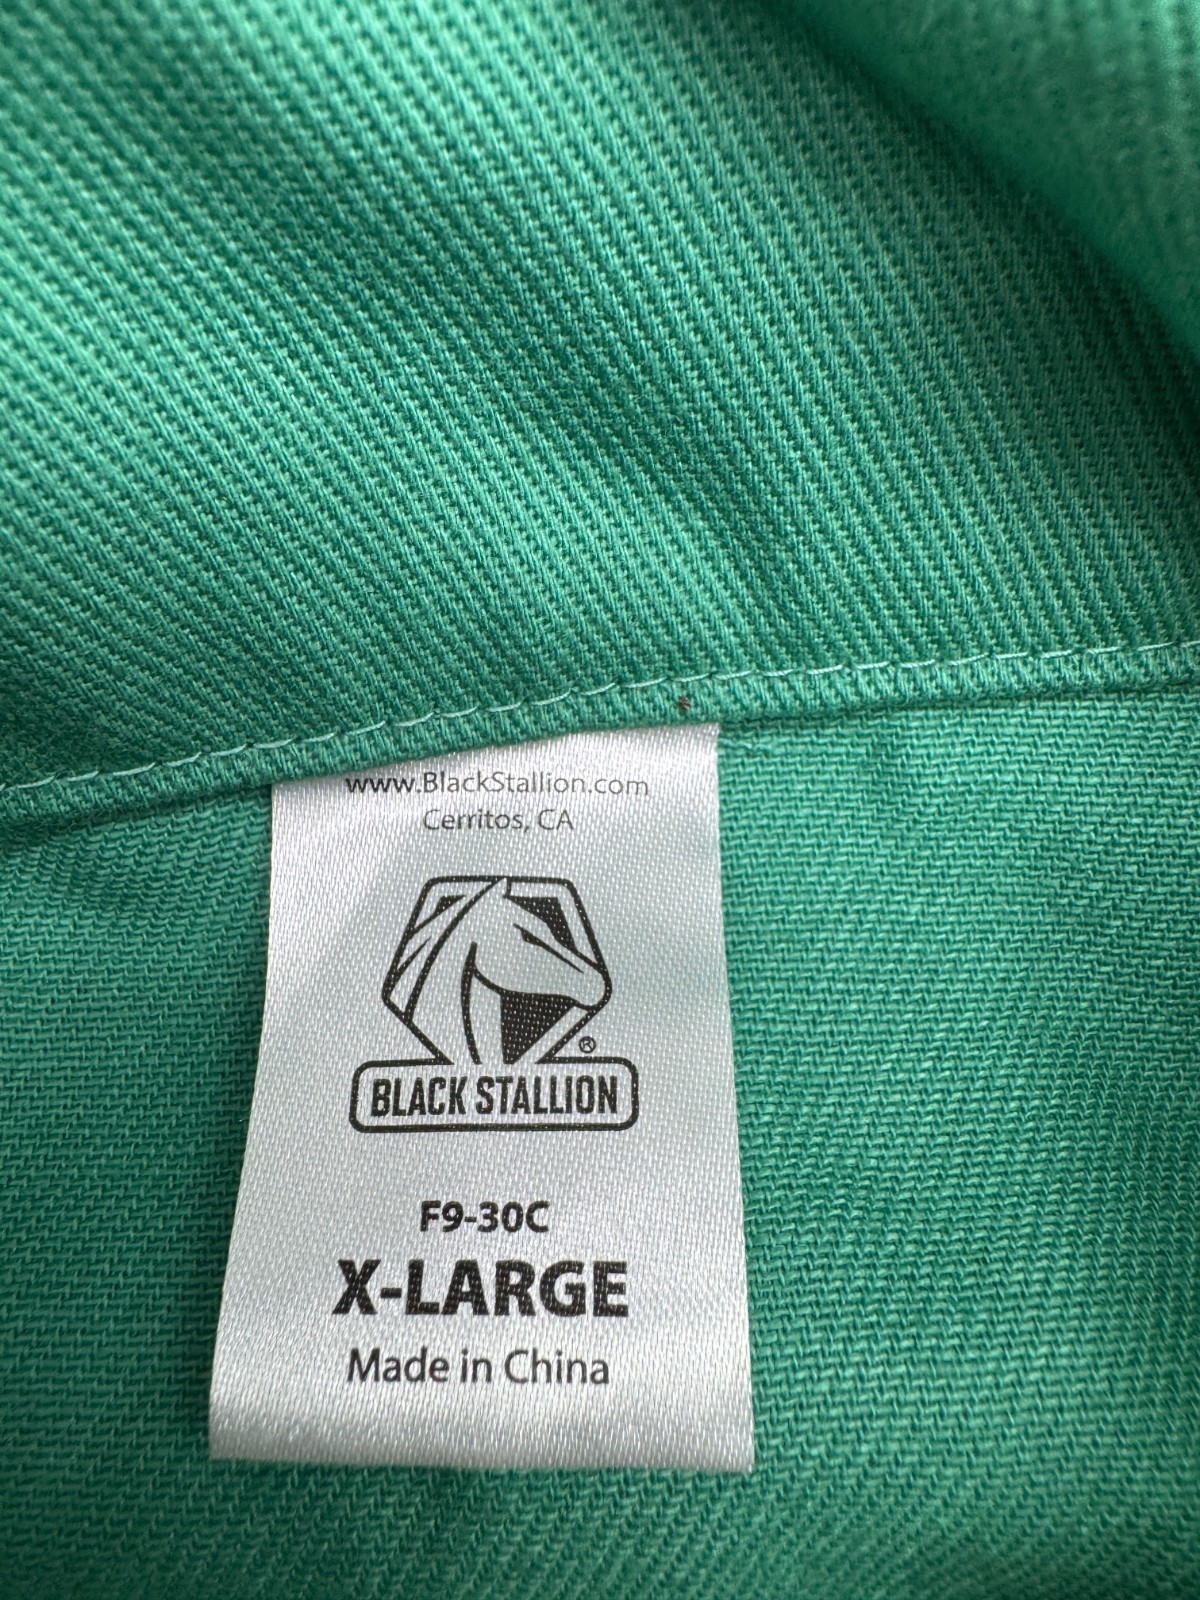 www.BlackStallion.com
Cerritos, CA
®
BLACK STALLION
F9-30C
X-LARGE
Made in China